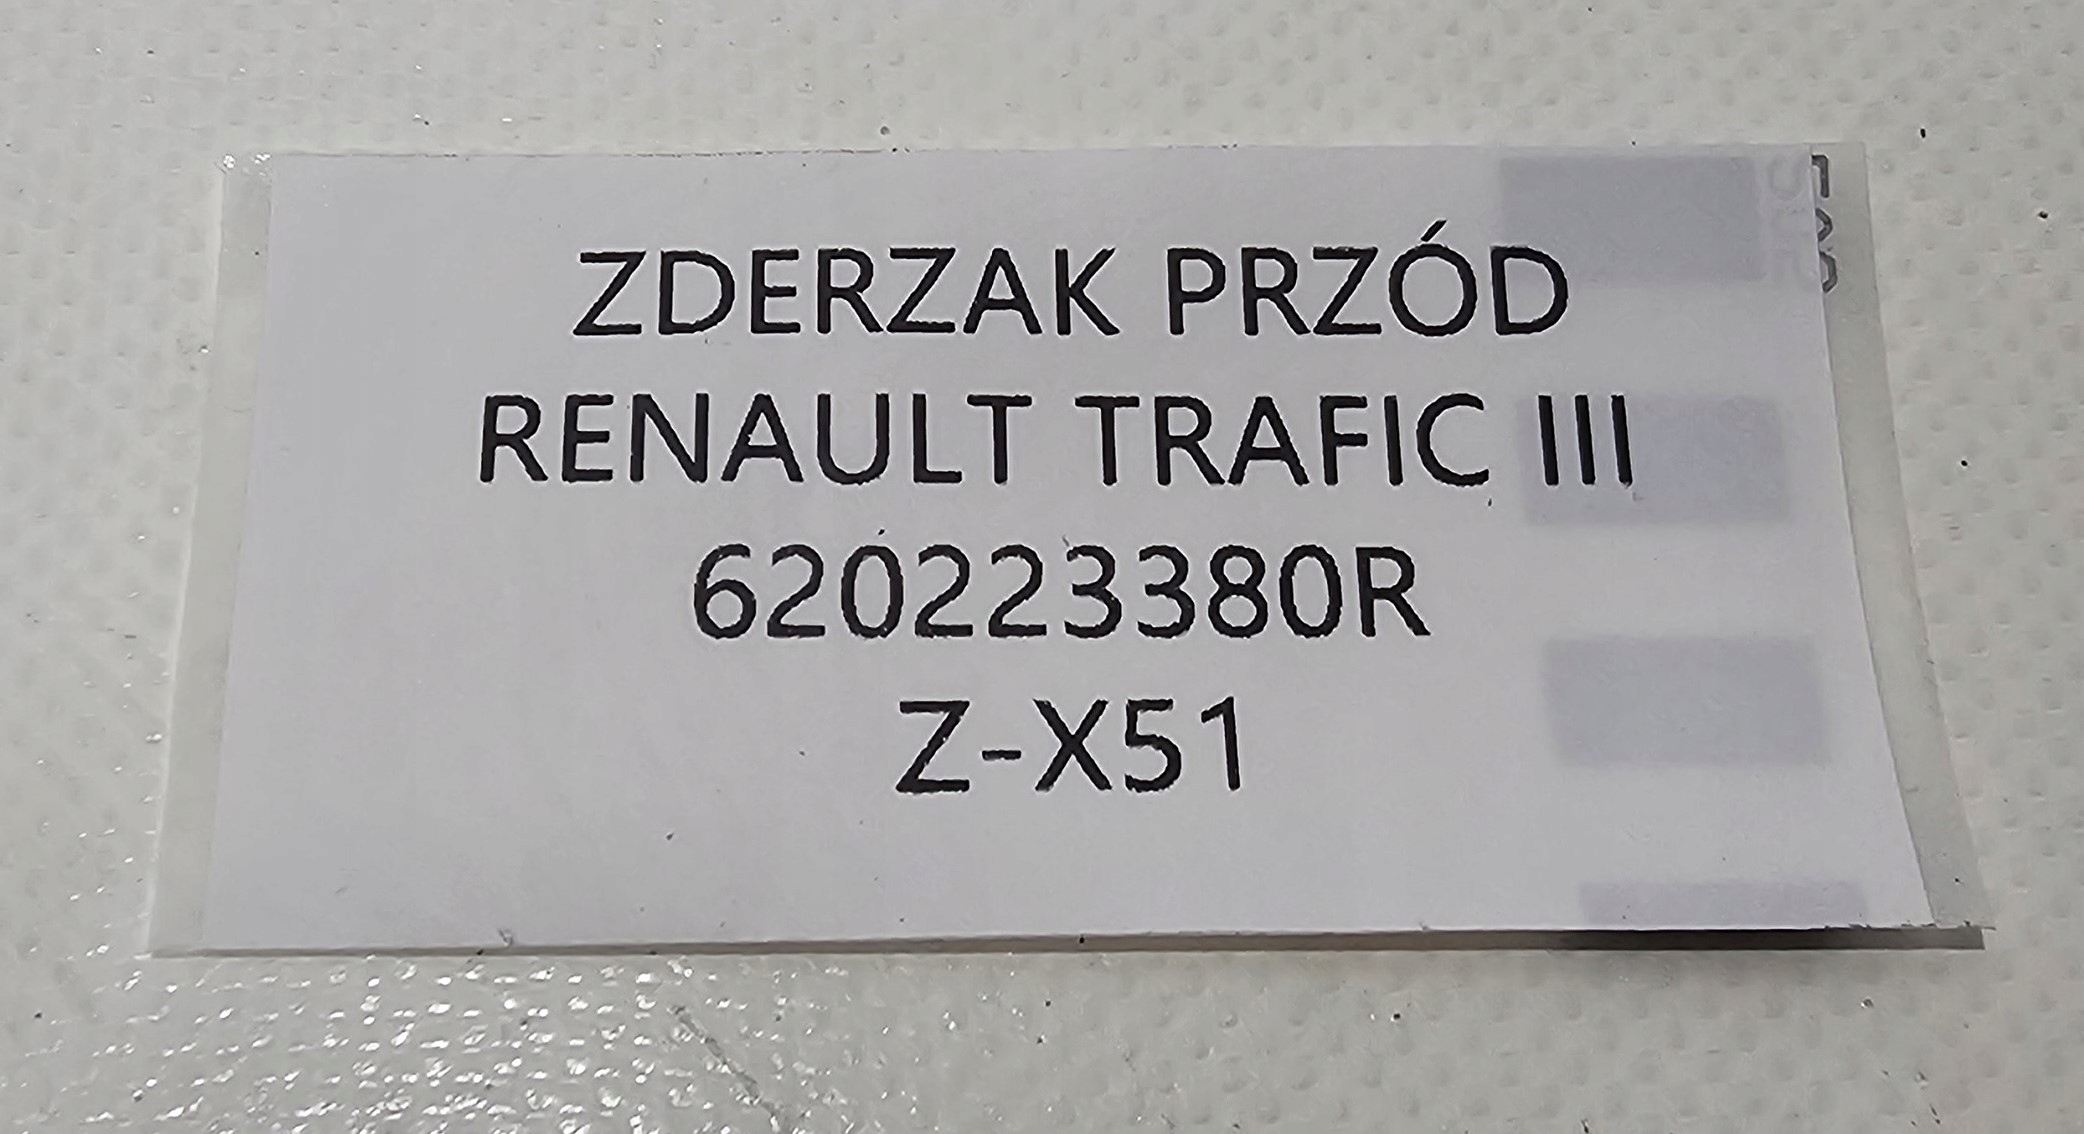 ZDERZAK PRZÓD
RENAULT TRAFIC III
620223380R
Z-X51